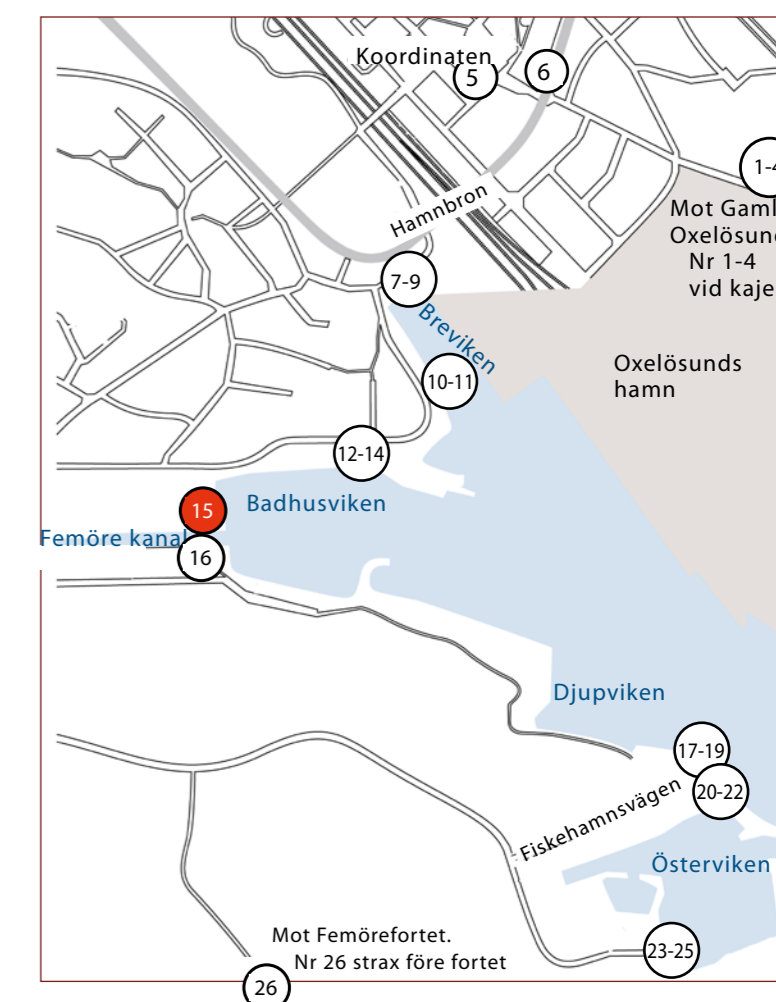 Koordinaten
5
6
1-4
Hamnbron
Mot Gaml
Oxelösund
Nr 1-4
vid kaje
7-9
Breviken
Oxelösunds
hamn
10-11
12-14
15
Badhusviken
Femöre kanal
16
Djupviken
17-19
20-22
Fiskehamnsvägen
Österviken
Mot Femörefortet.
Nr 26 strax före fortet
23-25
26